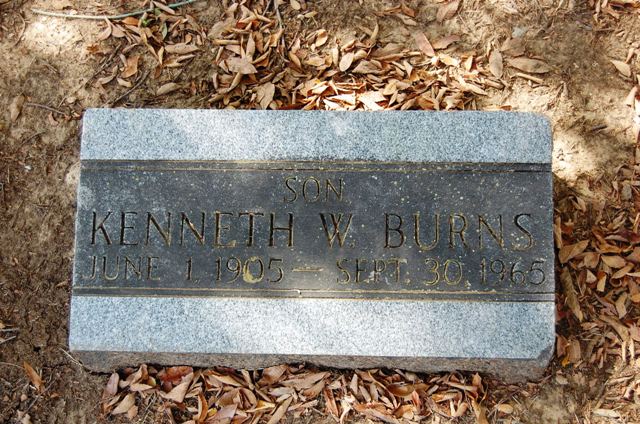 SON
KENNETH W. BURNS
JUNE 1, 1905 — SEPT. 30, 1965